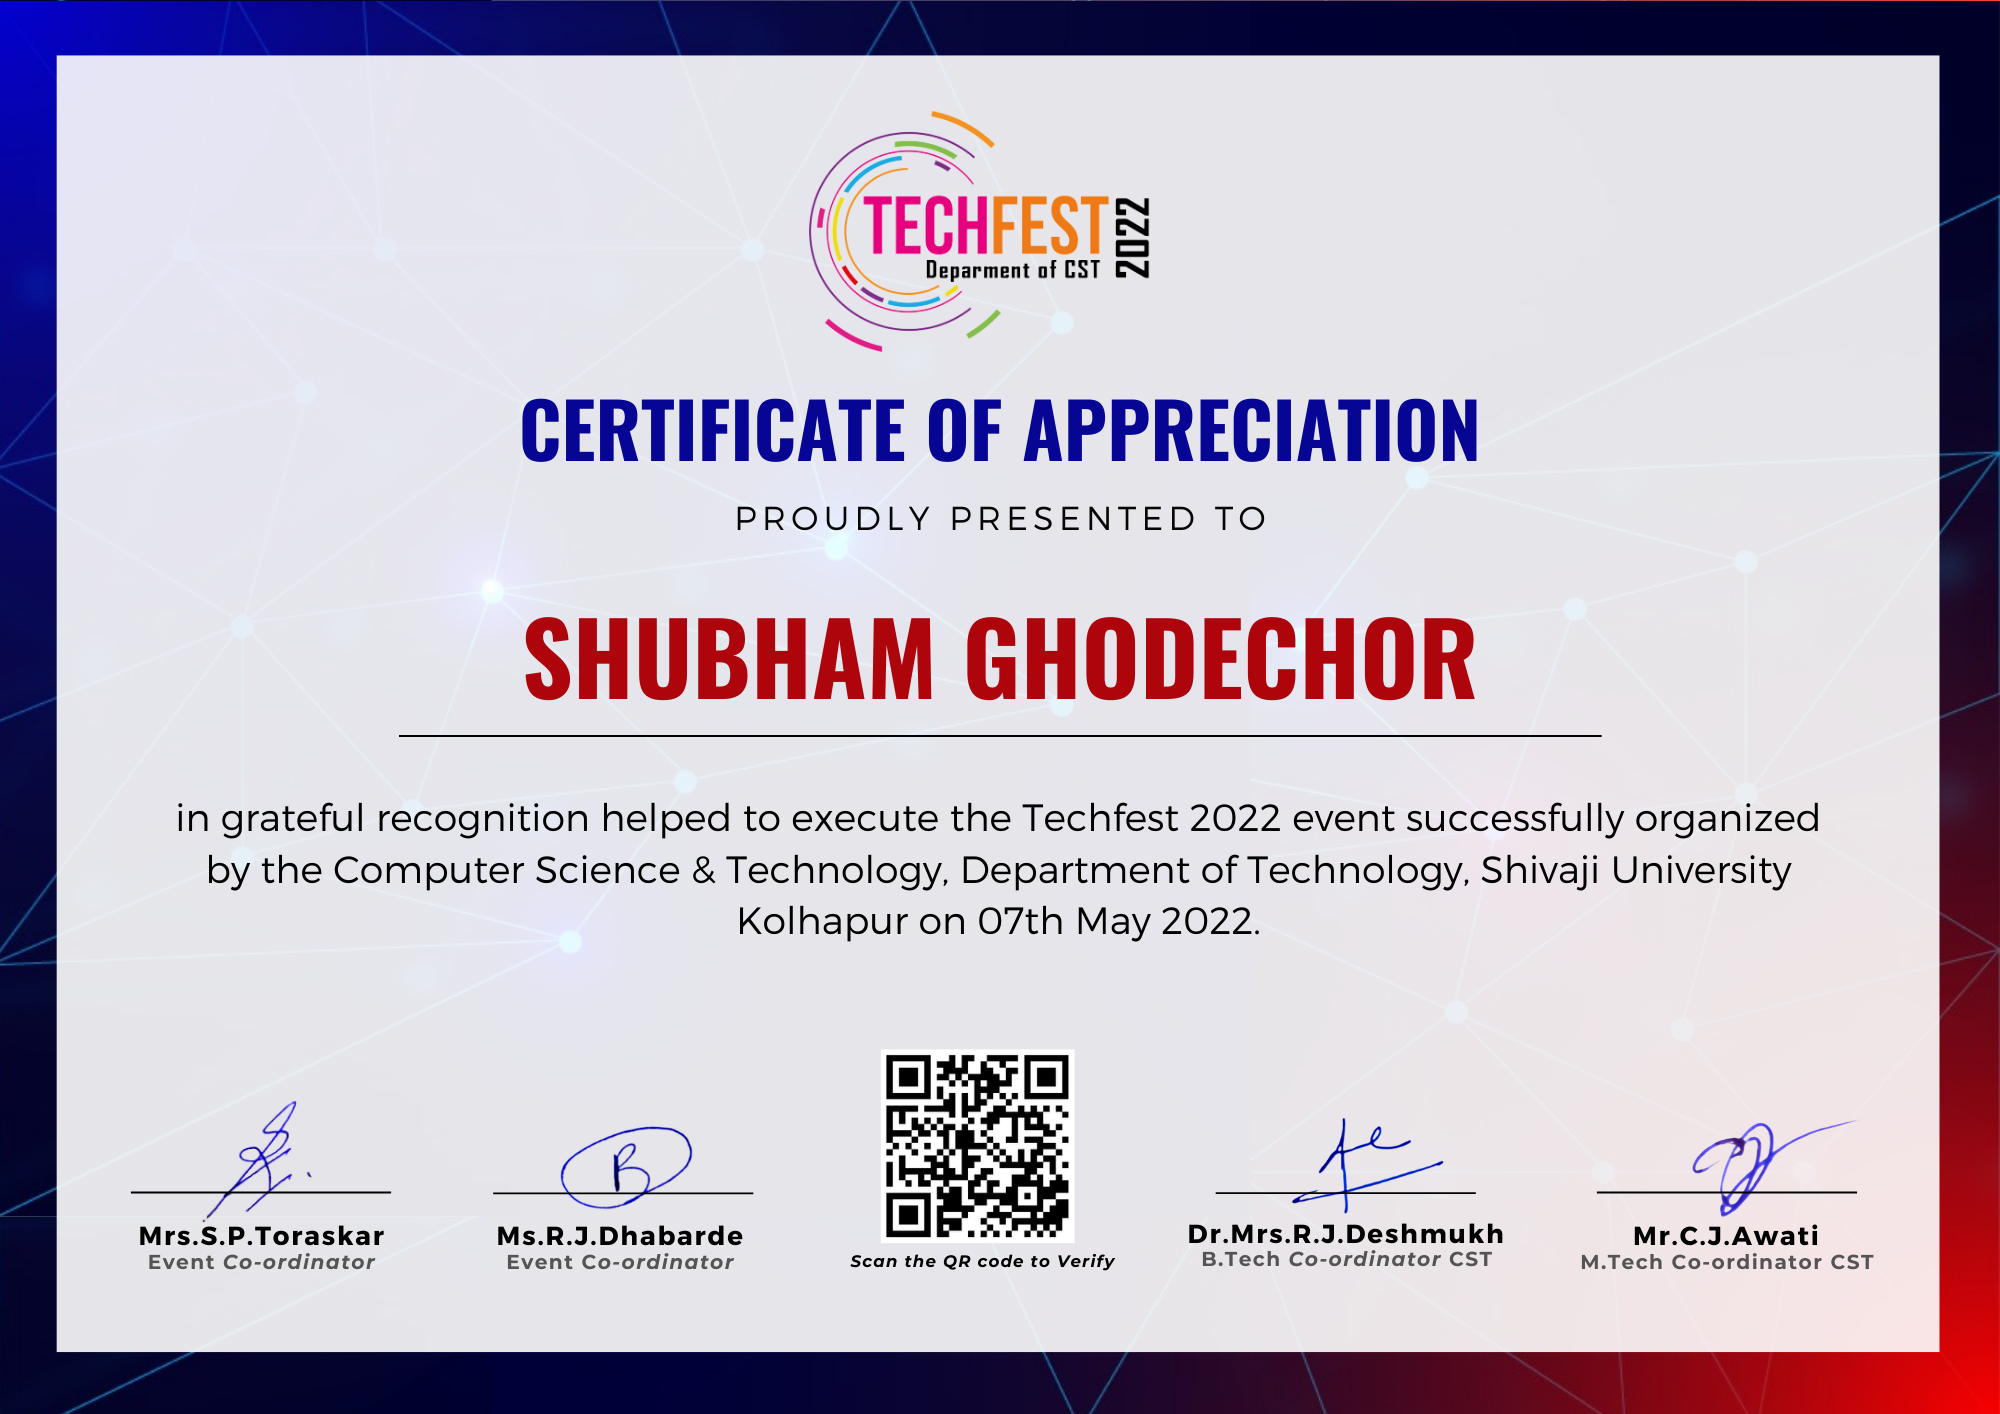 TECHFEST 2022
Deparment of CST
CERTIFICATE OF APPRECIATION
PROUDLY PRESENTED TO
SHUBHAM GHODECHOR
in grateful recognition helped to execute the Techfest 2022 event successfully organized
by the Computer Science & Technology, Department of Technology, Shivaji University
Kolhapur on 07th May 2022.
Mrs.S.P.Toraskar
Event Co-ordinator
Ms.R.J.Dhabarde
Event Co-ordinator
Scan the QR code to Verify
Dr.Mrs.R.J.Deshmukh
B.Tech Co-ordinator CST
Mr.C.J.Awati
M.Tech Co-ordinator CST